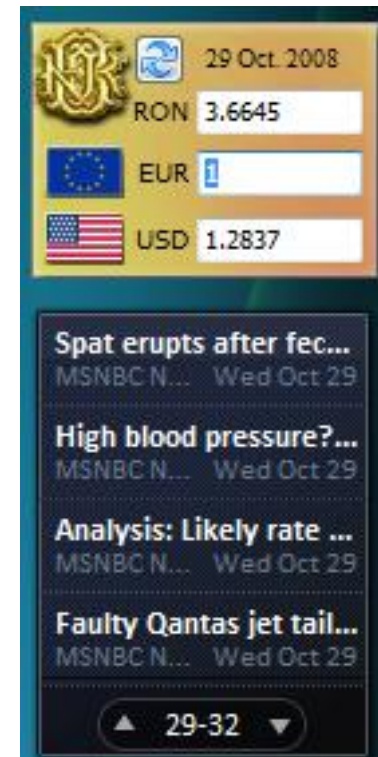 29 Oct. 2008
RON 3.6645
EUR 1
USD 1.2837
Spat erupts after fec...
MSNBC N... Wed Oct 29
High blood pressure?...
MSNBC N... Wed Oct 29
Analysis: Likely rate ...
MSNBC N... Wed Oct 29
Faulty Qantas jet tail...
MSNBC N... Wed Oct 29
29-32